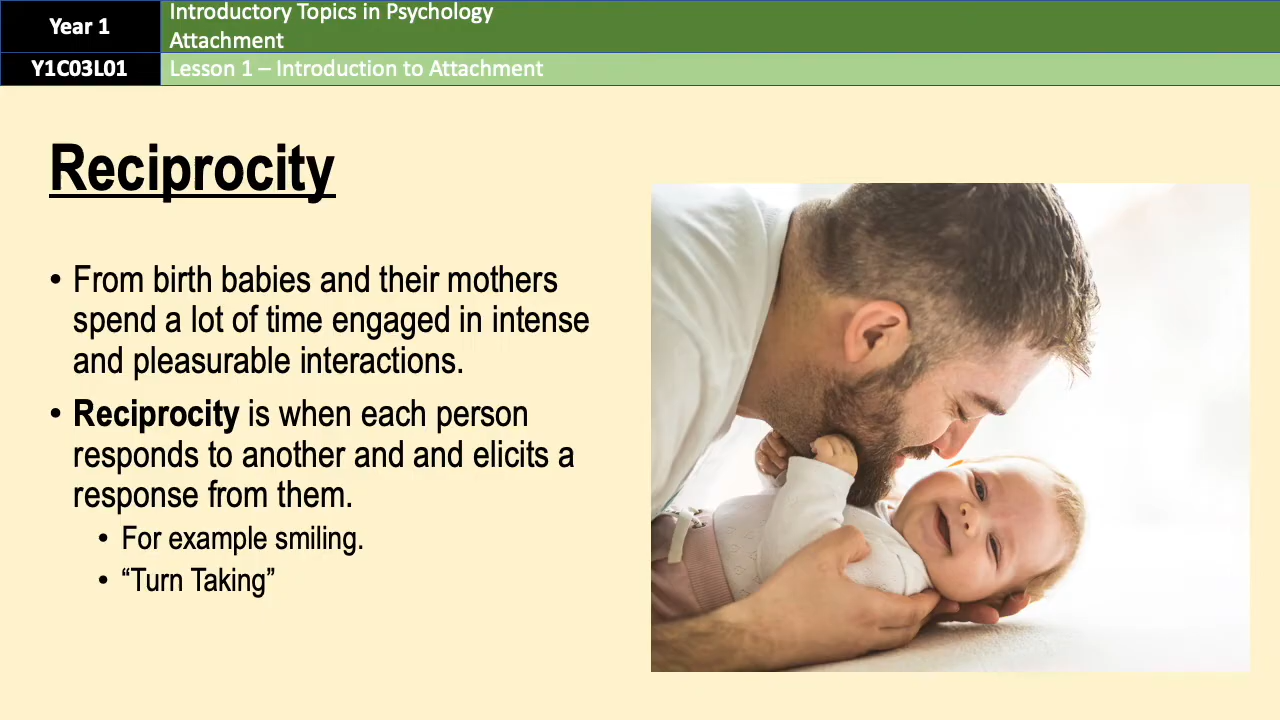 Year 1
Introductory Topics in Psychology
Attachment
Y1C03L01
Lesson 1 – Introduction to Attachment
Reciprocity
• From birth babies and their mothers
spend a lot of time engaged in intense
and pleasurable interactions.
• Reciprocity is when each person
responds to another and and elicits a
response from them.
• For example smiling.
• “Turn Taking”